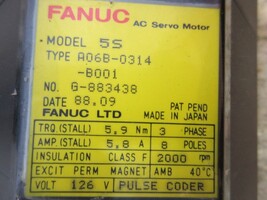 FANUC AC Servo Motor
MODEL 5S
TYPE A06B-0314
-B001
NO. G-883438
DATE 88.09
PAT PEND
FANUC LTD MADE IN JAPAN
TRQ.(STALL) 5.9 Nm 3 PHASE
AMP.(STALL) 5.8 A 8 POLES
INSULATION CLASS F 2000 rpm
EXCIT PERM MAGNET AMB 40°C
VOLT 126 V PULSE CODER